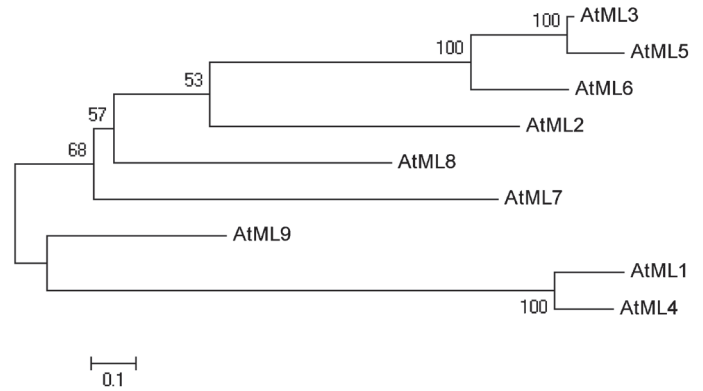 100 AtML3
AtML5
100
AtML6
53
AtML2
57
AtML8
68
AtML7
AtML9
AtML1
100
AtML4
0.1